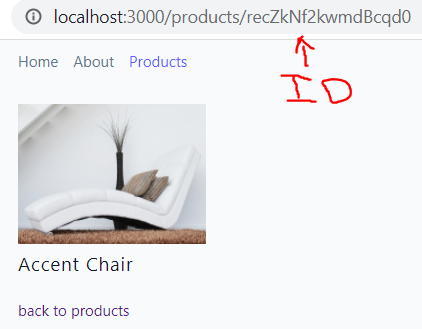 localhost:3000/products/recZkNf2kwmdBcqd0
ID
Home About Products
Accent Chair
back to products